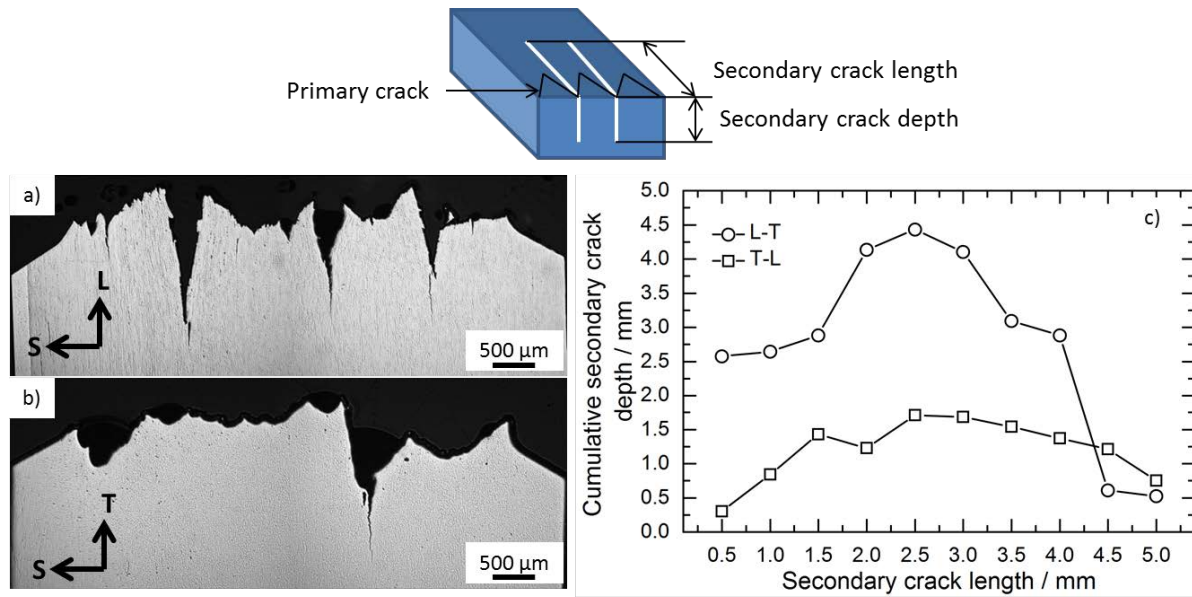 Primary crack
Secondary crack length
Secondary crack depth
a)
L
S
500 µm
b)
T
S
500 µm
c)
L-T
T-L
Cumulative secondary crack
depth / mm
5.0
4.5
4.0
3.5
3.0
2.5
2.0
1.5
1.0
0.5
0.0
0.5 1.0 1.5 2.0 2.5 3.0 3.5 4.0 4.5 5.0
Secondary crack length / mm